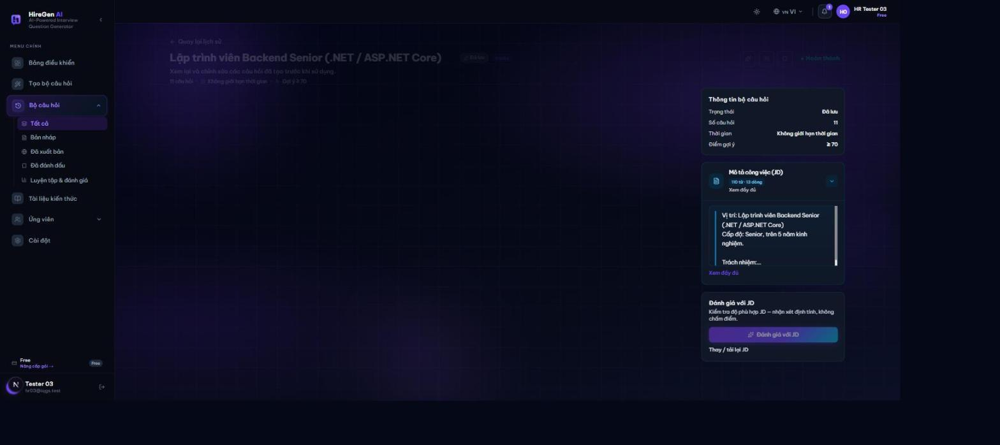 HireGen AI
AI-Powered Interview
Question Generator
MENU CHÍNH
Bảng điều khiển
Tạo bộ câu hỏi
Bộ câu hỏi
Tất cả
Bản nháp
Đã xuất bản
Đã đánh dấu
Luyện tập & đánh giá
Tài liệu kiến thức
Ứng viên
Cài đặt
Free
Nâng cấp gói →
Free
N
Tester 03
hr03@iqgs.test
VN VI
1
H0
HR Tester 03
Free
← Quay lại lịch sử
Lập trình viên Backend Senior (.NET / ASP.NET Core)
Đã lưu
Hoàn thành
Xem lại và chỉnh sửa các câu hỏi đã tạo trước khi sử dụng.
11 câu hỏi
Không giới hạn thời gian
Gợi ý ≥ 70
Thông tin bộ câu hỏi
Trạng thái
Đã lưu
Số câu hỏi
11
Thời gian
Không giới hạn thời gian
Điểm gợi ý
≥ 70
Mô tả công việc (JD)
110 từ · 13 dòng
Xem đầy đủ
Vị trí: Lập trình viên Backend Senior
(.NET / ASP.NET Core)
Cấp độ: Senior, trên 5 năm kinh
nghiệm.
Trách nhiệm:...
Xem đầy đủ
Đánh giá với JD
Kiểm tra độ phù hợp JD — nhận xét định tính, không
chấm điểm.
Đánh giá với JD
Thay / tải lại JD